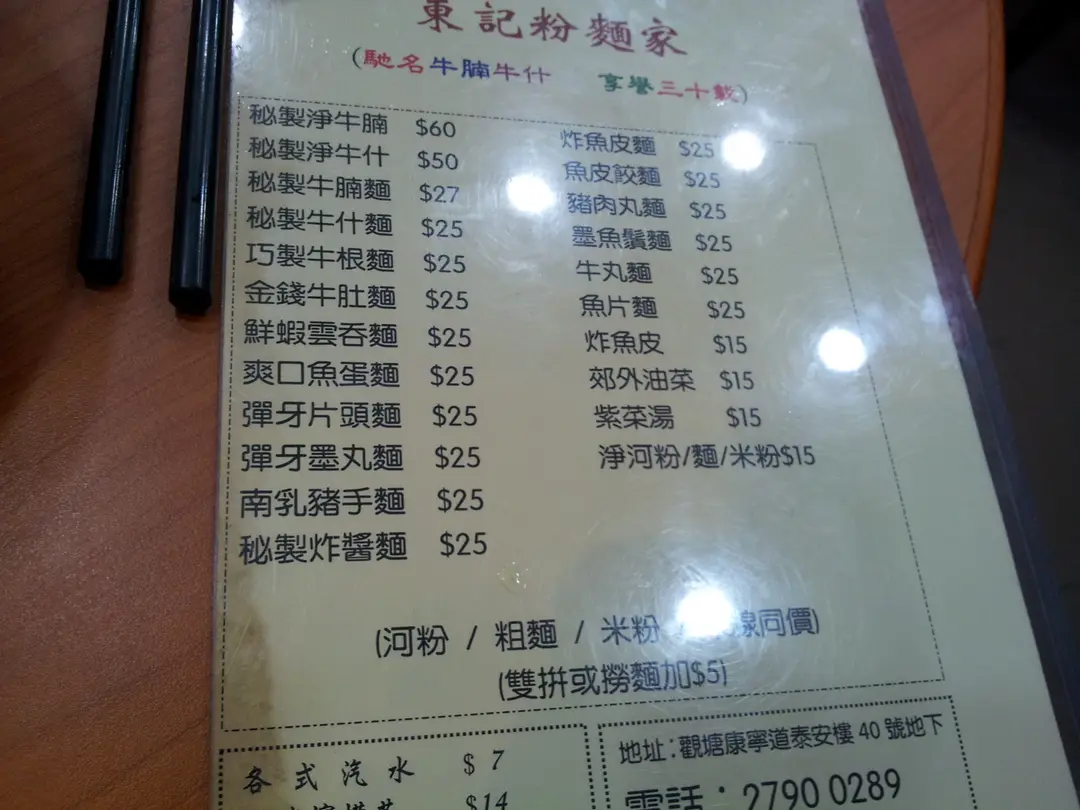 東記粉麵家
(馳名牛腩牛什 享譽三十載)
秘製淨牛腩 $60
秘製淨牛什 $50
秘製牛腩麵 $27
秘製牛什麵 $25
巧製牛根麵 $25
金錢牛肚麵 $25
鮮蝦雲吞麵 $25
爽口魚蛋麵 $25
彈牙片頭麵 $25
彈牙墨丸麵 $25
南乳豬手麵 $25
秘製炸醬麵 $25
炸魚皮麵 $25
魚皮餃麵 $25
豬肉丸麵 $25
墨魚鬚麵 $25
牛丸麵 $25
魚片麵 $25
炸魚皮 $15
郊外油菜 $15
紫菜湯 $15
淨河粉/麵/米粉$15
(河粉 / 粗麵 / 米粉 線同價)
(雙拼或撈麵加$5)
各式汽水 $7
$14
地址:觀塘康寧道泰安樓 40 號地下
電話:2790 0289